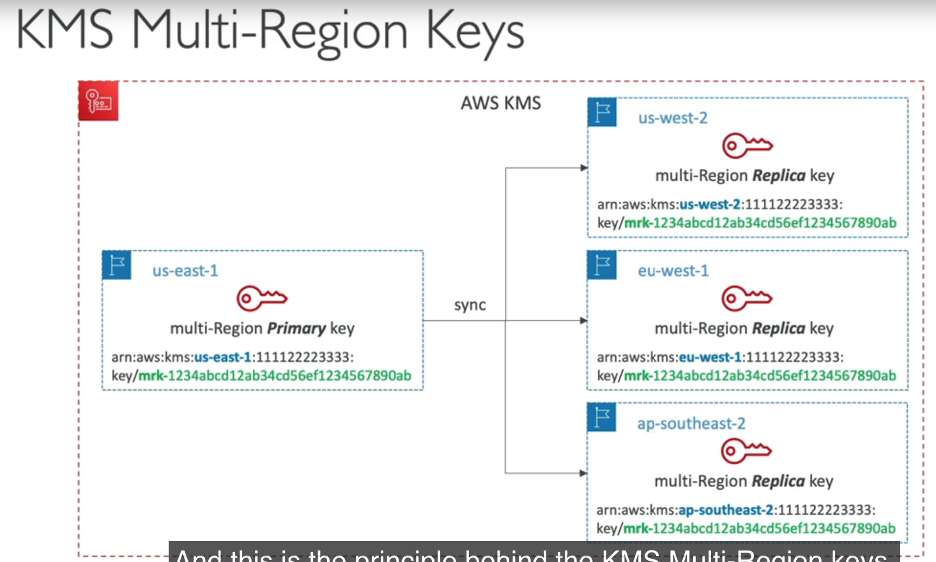 KMS Multi-Region Keys
AWS KMS
us-east-1
multi-Region Primary key
arn:aws:kms:us-east-1:111122223333:
key/mrk-1234abcd12ab34cd56ef1234567890ab
sync
us-west-2
multi-Region Replica key
arn:aws:kms:us-west-2:111122223333:
key/mrk-1234abcd12ab34cd56ef1234567890ab
eu-west-1
multi-Region Replica key
arn:aws:kms:eu-west-1:111122223333:
key/mrk-1234abcd12ab34cd56ef1234567890ab
ap-southeast-2
multi-Region Replica key
arn:aws:kms:ap-southeast-2:111122223333:
key/mrk-1234abcd12ab34cd56ef1234567890ab
And this is the principle behind the KMS Multi-Region keys.